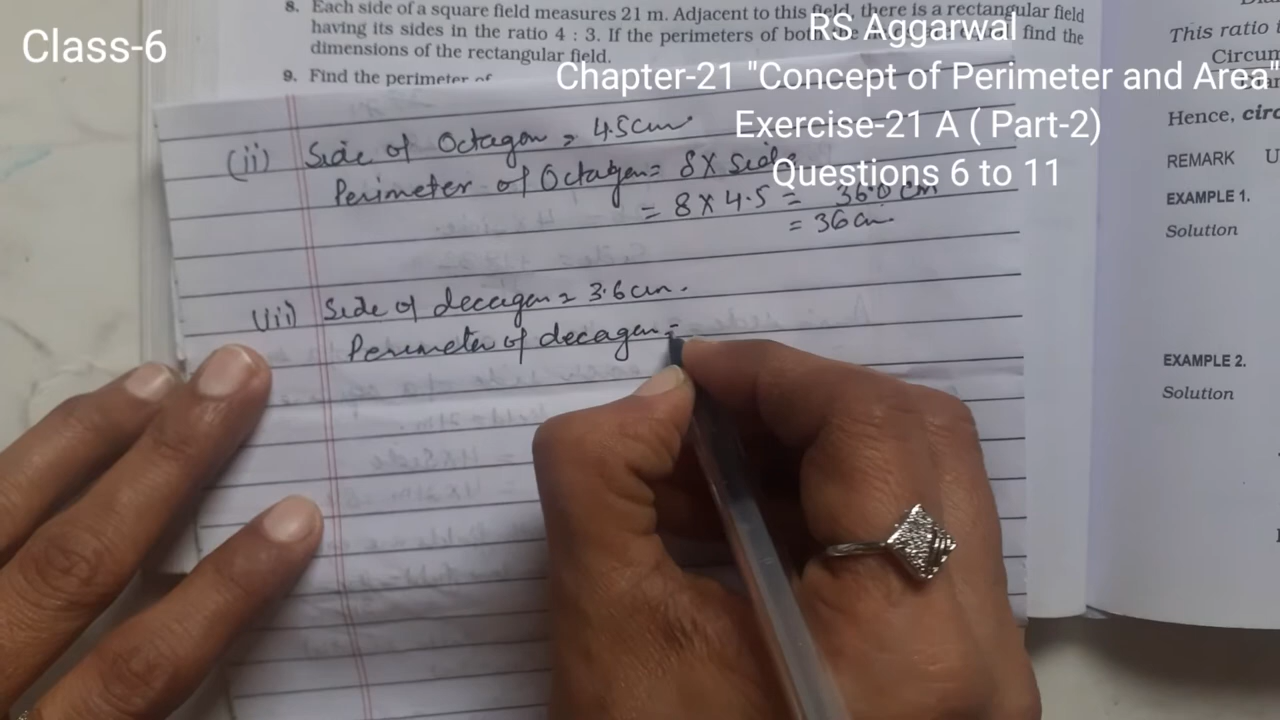 Class-6
RS Aggarwal
Chapter-21 "Concept of Perimeter and Area"
Exercise-21 A ( Part-2)
Questions 6 to 11
8. Each side of a square field measures 21 m. Adjacent to this field, there is a rectangular field
having its sides in the ratio 4 : 3. If the perimeters of both find the
dimensions of the rectangular field.
9. Find the perimeter of
(ii) Side of Octagon = 4.5cm
Perimeter of Octagon = 8 X side
= 8 X 4.5 = 36.0 cm
= 36 cm
(iii) Side of decagon = 3.6 cm.
Perimeter of decagon =
This ratio
Circum
Hence, circ
REMARK U
EXAMPLE 1.
Solution
EXAMPLE 2.
Solution